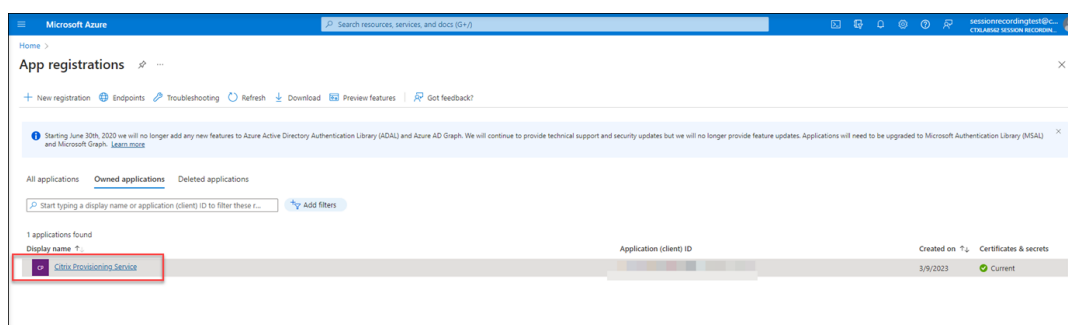 Microsoft Azure
Search resources, services, and docs (G+/)
sessionrecordingtest@c...
CTXLAB562 SESSION RECORDIN...
Home >
App registrations
New registration Endpoints Troubleshooting Refresh Download Preview features Got feedback?
Starting June 30th, 2020 we will no longer add any new features to Azure Active Directory Authentication Library (ADAL) and Azure AD Graph. We will continue to provide technical support and security updates but we will no longer provide feature updates. Applications will need to be upgraded to Microsoft Authentication Library (MSAL)
and Microsoft Graph. Learn more
All applications Owned applications Deleted applications
Start typing a display name or application (client) ID to filter these r...
Add filters
1 applications found
Display name Application (client) ID Created on Certificates & secrets
CP Citrix Provisioning Service 3/9/2023 Current